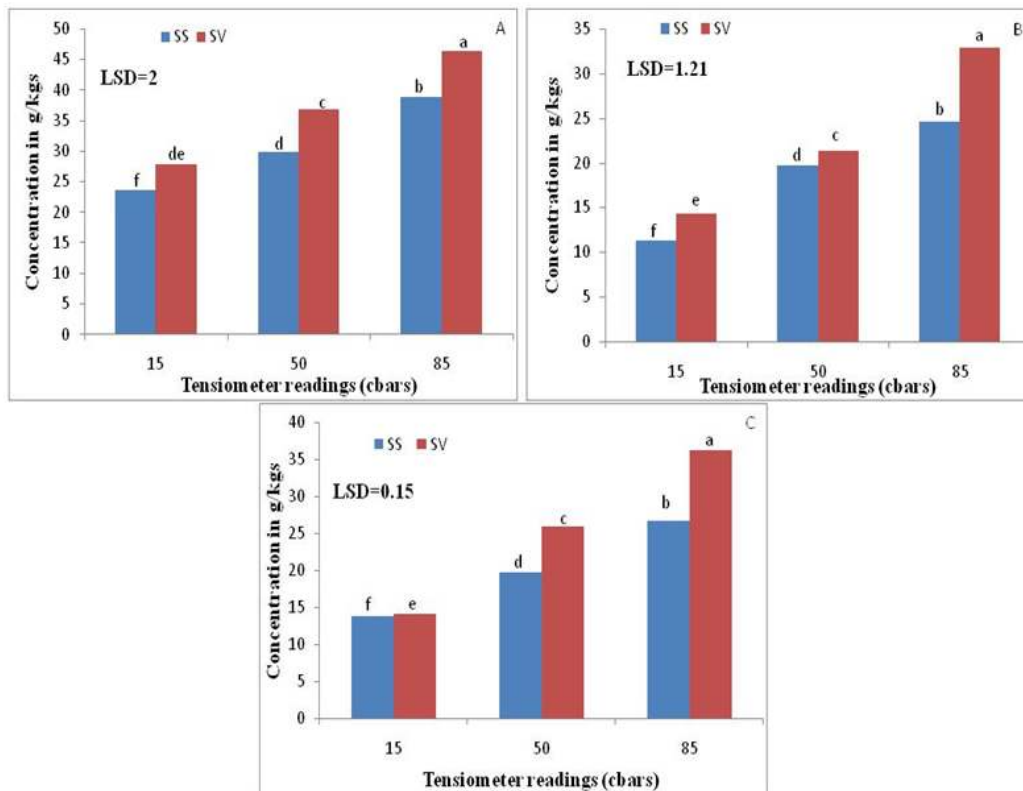 A
SS SV
LSD=2
Concentration in g/kgs
50
45
40
35
30
25
20
15
10
5
0
f de d c b a
15 50 85
Tensiometer readings (cbars)
B
SS SV
LSD=1.21
Concentration in g/kgs
35
30
25
20
15
10
5
0
f e d c b a
15 50 85
Tensiometer readings (cbars)
C
SS SV
LSD=0.15
Concentration in g/kgs
40
35
30
25
20
15
10
5
0
f e d c b a
15 50 85
Tensiometer readings (cbars)